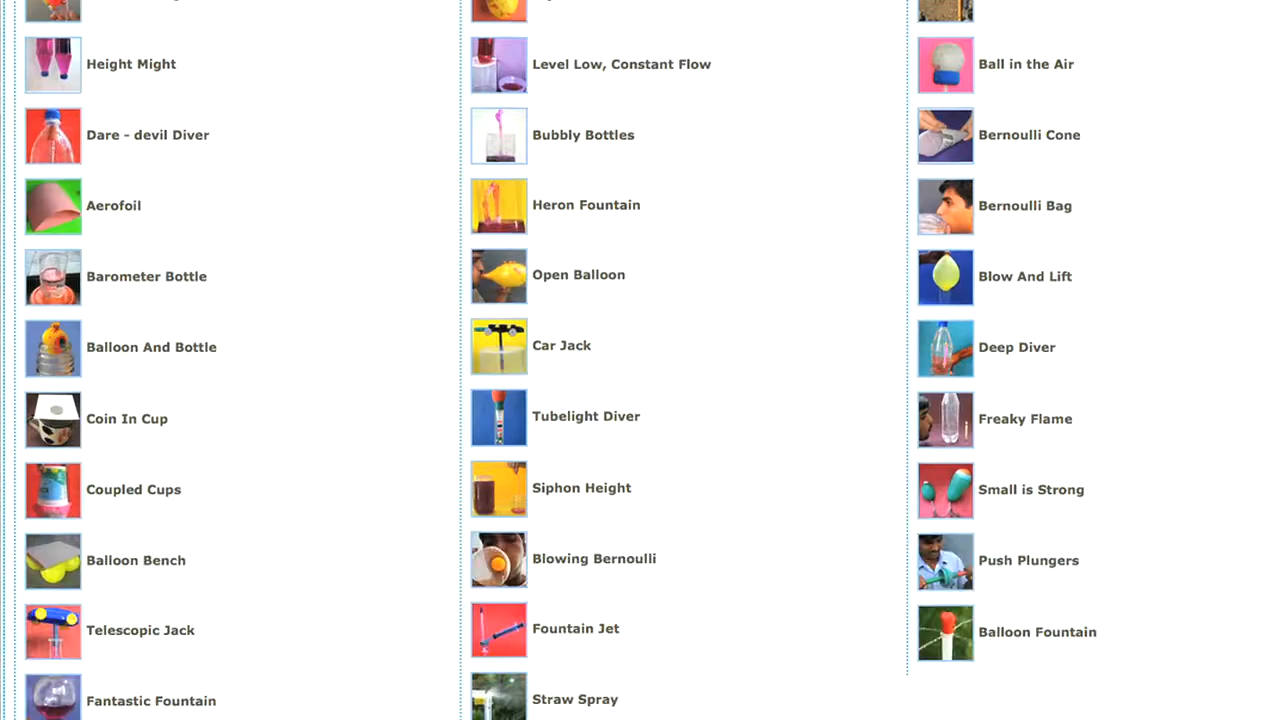 Height Might
Dare - devil Diver
Aerofoil
Barometer Bottle
Balloon And Bottle
Coin In Cup
Coupled Cups
Balloon Bench
Telescopic Jack
Fantastic Fountain
Level Low, Constant Flow
Bubbly Bottles
Heron Fountain
Open Balloon
Car Jack
Tubelight Diver
Siphon Height
Blowing Bernoulli
Fountain Jet
Straw Spray
Ball in the Air
Bernoulli Cone
Bernoulli Bag
Blow And Lift
Deep Diver
Freaky Flame
Small is Strong
Push Plungers
Balloon Fountain